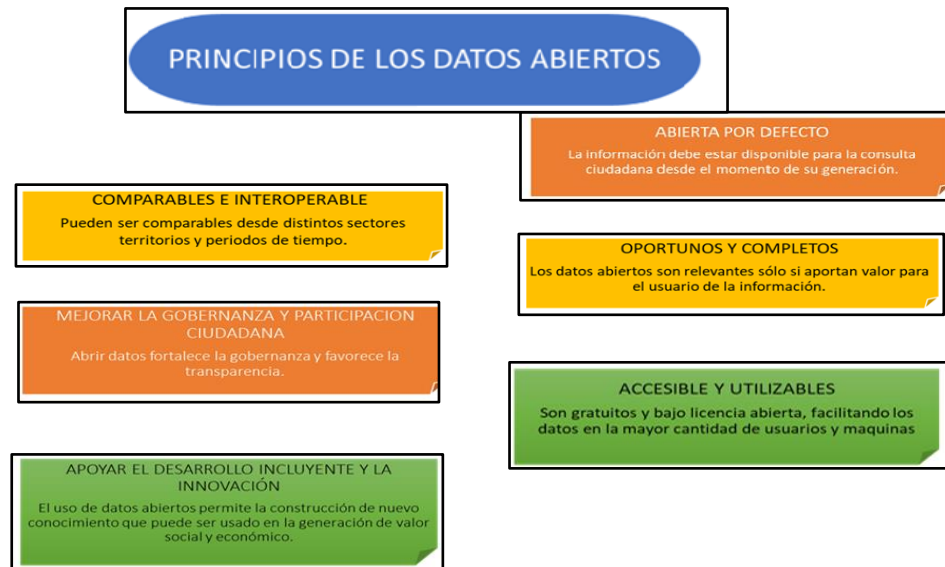 PRINCIPIOS DE LOS DATOS ABIERTOS
ABIERTA POR DEFECTO
La información debe estar disponible para la consulta
ciudadana desde el momento de su generación.
COMPARABLES E INTEROPERABLE
Pueden ser comparables desde distintos sectores
territorios y periodos de tiempo.
OPORTUNOS Y COMPLETOS
Los datos abiertos son relevantes sólo si aportan valor para
el usuario de la información.
MEJORAR LA GOBERNANZA Y PARTICIPACION
CIUDADANA
Abrir datos fortalece la gobernanza y favorece la
transparencia.
ACCESIBLE Y UTILIZABLES
Son gratuitos y bajo licencia abierta, facilitando los
datos en la mayor cantidad de usuarios y maquinas
APOYAR EL DESARROLLO INCLUYENTE Y LA
INNOVACIÓN
El uso de datos abiertos permite la construcción de nuevo
conocimiento que puede ser usado en la generación de valor
social y económico.